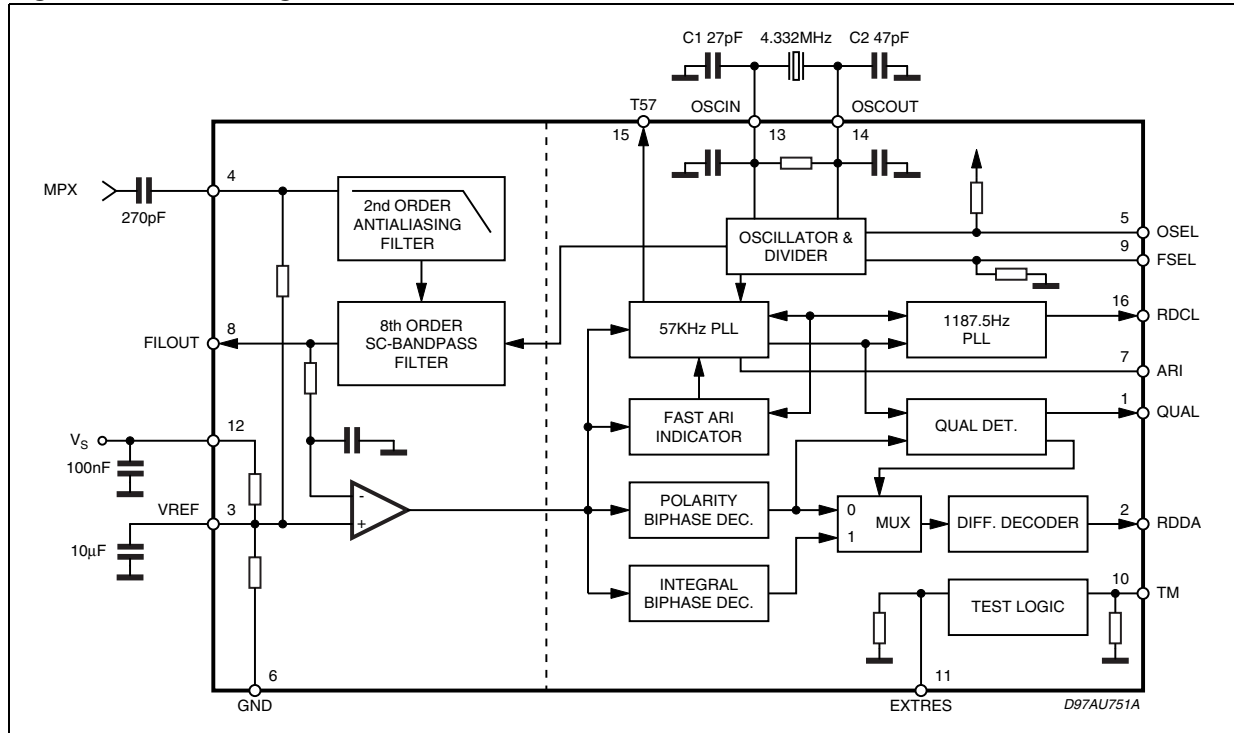 C1 27pF
4.332MHz
C2 47pF
T57
OSCIN
OSCOUT
15
13
14
MPX
270pF
4
2nd ORDER
ANTIALIASING
FILTER
OSCILLATOR &
DIVIDER
5
OSEL
9
FSEL
FILOUT
8
8th ORDER
SC-BANDPASS
FILTER
57KHz PLL
1187.5Hz
PLL
16
RDCL
7
ARI
FAST ARI
INDICATOR
QUAL DET.
1
QUAL
VS
12
100nF
VREF
3
10µF
-
+
POLARITY
BIPHASE DEC.
0
MUX
1
DIFF. DECODER
2
RDDA
INTEGRAL
BIPHASE DEC.
TEST LOGIC
10
TM
6
GND
11
EXTRES
D97AU751A